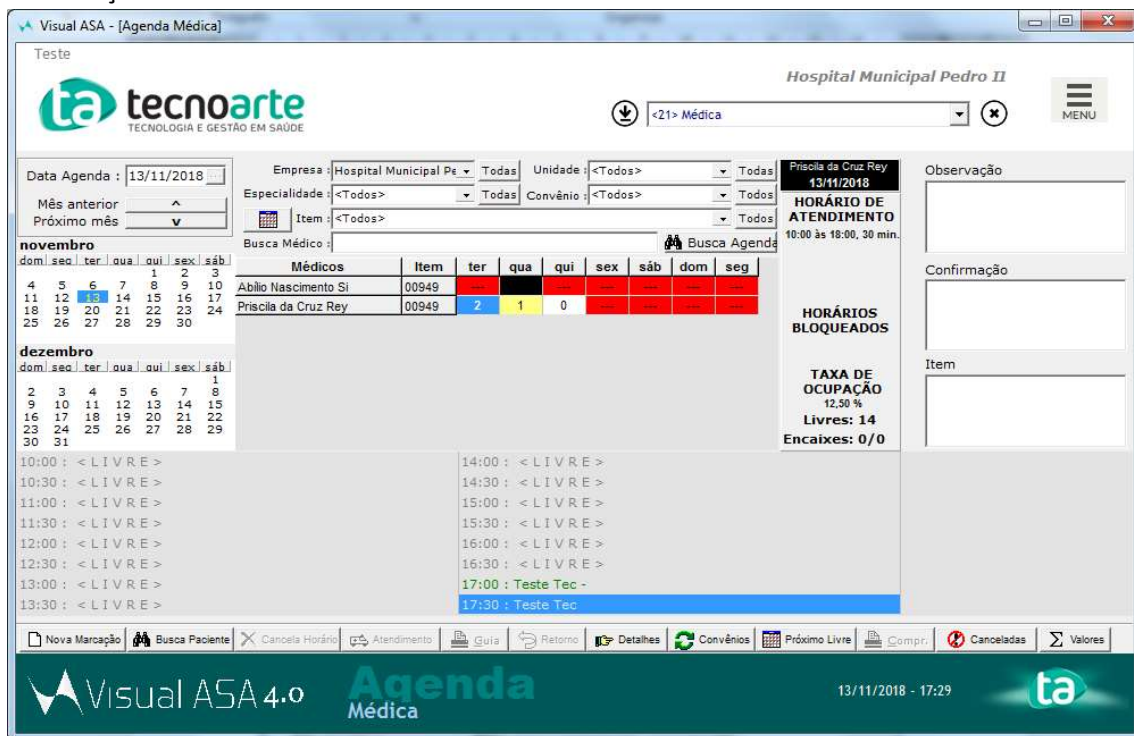 Visual ASA - [Agenda Médica]
Teste
ta tecnoarte
TECNOLOGIA E GESTÃO EM SAÚDE
Hospital Municipal Pedro II
<21> Médica
MENU
Data Agenda : 13/11/2018 ...
Mês anterior ^
Próximo mês v
Empresa : Hospital Municipal Pe Todas Unidade : <Todos> Todas
Especialidade : <Todos> Todas Convênio : <Todos> Todos
Item : <Todos> Todos
Busca Médico : Busca Agenda
novembro
dom seg ter qua qui sex sáb
1 2 3
4 5 6 7 8 9 10
11 12 13 14 15 16 17
18 19 20 21 22 23 24
25 26 27 28 29 30
dezembro
dom seg ter qua qui sex sáb
1
2 3 4 5 6 7 8
9 10 11 12 13 14 15
16 17 18 19 20 21 22
23 24 25 26 27 28 29
30 31
Médicos Item ter qua qui sex sáb dom seg
Abílio Nascimento Si 00949 --- --- --- --- --- ---
Priscila da Cruz Rey 00949 2 1 0 --- --- --- ---
Priscila da Cruz Rey
13/11/2018
HORÁRIO DE
ATENDIMENTO
10:00 às 18:00, 30 min.
HORÁRIOS
BLOQUEADOS
TAXA DE
OCUPAÇÃO
12,50 %
Livres: 14
Encaixes: 0/0
Observação
Confirmação
Item
10:00 : < L I V R E >
10:30 : < L I V R E >
11:00 : < L I V R E >
11:30 : < L I V R E >
12:00 : < L I V R E >
12:30 : < L I V R E >
13:00 : < L I V R E >
13:30 : < L I V R E >
14:00 : < L I V R E >
14:30 : < L I V R E >
15:00 : < L I V R E >
15:30 : < L I V R E >
16:00 : < L I V R E >
16:30 : < L I V R E >
17:00 : Teste Tec -
17:30 : Teste Tec
Nova Marcação Busca Paciente Cancela Horário Atendimento Guia Retorno Detalhes Convênios Próximo Livre Compr. Canceladas Valores
Visual ASA 4.0
Agenda
Médica
13/11/2018 - 17:29
ta